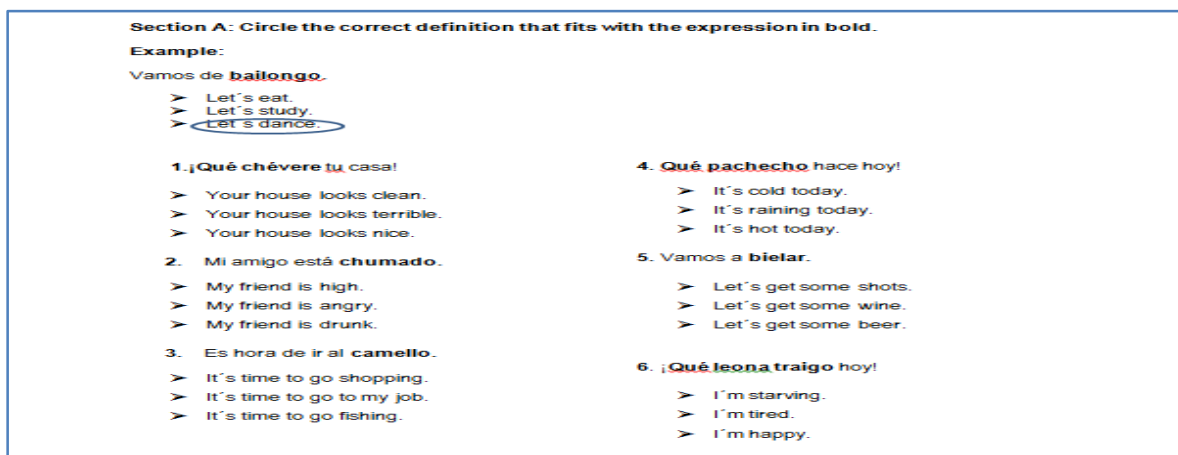 Section A: Circle the correct definition that fits with the expression in bold.
Example:
Vamos de bailongo.
➤ Let´s eat.
➤ Let´s study.
➤ Let´s dance.
1.¡Qué chévere tu casa!
➤ Your house looks clean.
➤ Your house looks terrible.
➤ Your house looks nice.
2. Mi amigo está chumado.
➤ My friend is high.
➤ My friend is angry.
➤ My friend is drunk.
3. Es hora de ir al camello.
➤ It´s time to go shopping.
➤ It´s time to go to my job.
➤ It´s time to go fishing.
4. Qué pachecho hace hoy!
➤ It´s cold today.
➤ It´s raining today.
➤ It´s hot today.
5. Vamos a bielar.
➤ Let´s get some shots.
➤ Let´s get some wine.
➤ Let´s get some beer.
6. ¡Qué leona traigo hoy!
➤ I´m starving.
➤ I´m tired.
➤ I´m happy.